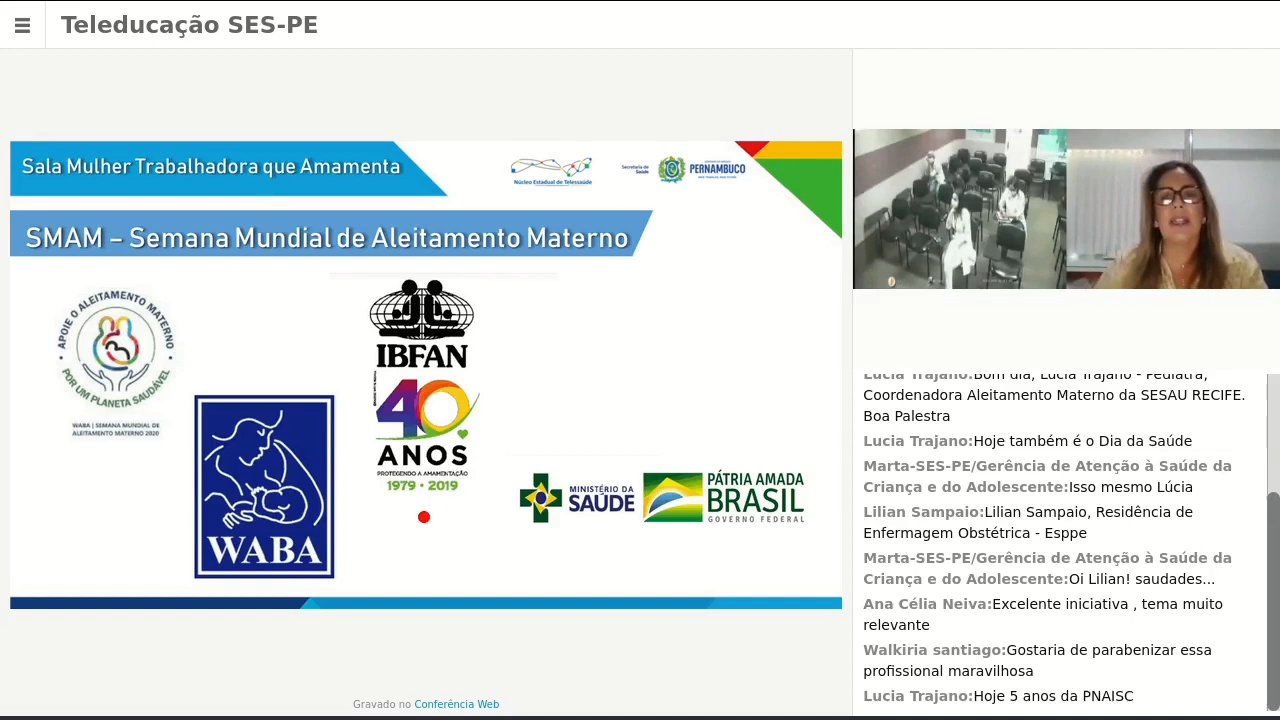 Teleducação SES-PE
Sala Mulher Trabalhadora que Amamenta
Núcleo Estadual de Telessaúde
Secretaria de
Saúde
PERNAMBUCO
SMAM – Semana Mundial de Aleitamento Materno
APOIE O ALEITAMENTO MATERNO
POR UM PLANETA SAUDÁVEL
WABA | SEMANA MUNDIAL DE
ALEITAMENTO MATERNO 2020
WABA
IBFAN
40
ANOS
PROTEGENDO A AMAMENTAÇÃO
1979 • 2019
MINISTÉRIO DA
SAÚDE
PÁTRIA AMADA
BRASIL
GOVERNO FEDERAL
Gravado no Conferência Web
Lucia Trajano:Bom dia, Lucia Trajano - Pediatra,
Coordenadora Aleitamento Materno da SESAU RECIFE.
Boa Palestra
Lucia Trajano:Hoje também é o Dia da Saúde
Marta-SES-PE/Gerência de Atenção à Saúde da
Criança e do Adolescente:Isso mesmo Lúcia
Lilian Sampaio:Lilian Sampaio, Residência de
Enfermagem Obstétrica - Esppe
Marta-SES-PE/Gerência de Atenção à Saúde da
Criança e do Adolescente:Oi Lilian! saudades...
Ana Célia Neiva:Excelente iniciativa , tema muito
relevante
Walkiria santiago:Gostaria de parabenizar essa
profissional maravilhosa
Lucia Trajano:Hoje 5 anos da PNAISC